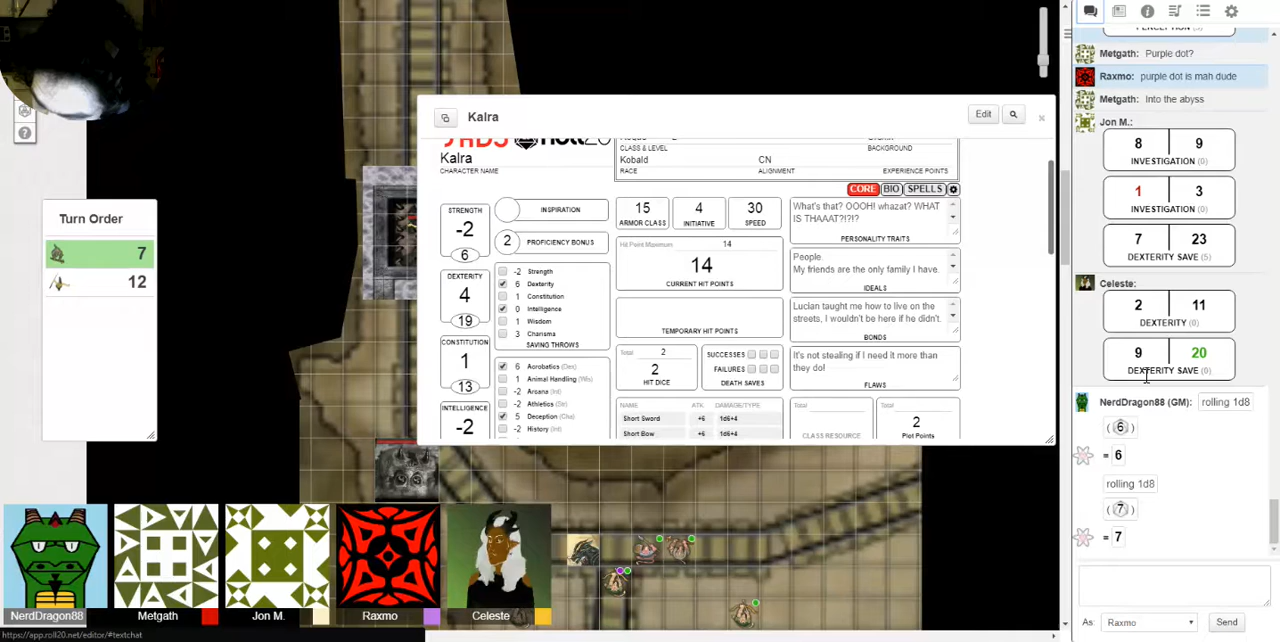 Turn Order
7
12
Kalra
Edit
Kalra
CHARACTER NAME
CLASS & LEVEL
BACKGROUND
Kobald
CN
RACE
ALIGNMENT
EXPERIENCE POINTS
CORE
BIO
SPELLS
STRENGTH
-2
6
DEXTERITY
4
19
CONSTITUTION
1
13
INTELLIGENCE
-2
INSPIRATION
2
PROFICIENCY BONUS
-2 Strength
6 Dexterity
1 Constitution
0 Intelligence
1 Wisdom
3 Charisma
SAVING THROWS
6 Acrobatics (Dex)
1 Animal Handling (Wis)
-2 Arcana (Int)
-2 Athletics (Str)
5 Deception (Cha)
-2 History (Int)
15
ARMOR CLASS
4
INITIATIVE
30
SPEED
Hit Point Maximum
14
14
CURRENT HIT POINTS
TEMPORARY HIT POINTS
Total
2
2
HIT DICE
SUCCESSES
FAILURES
DEATH SAVES
NAME
ATK
DAMAGE/TYPE
Short Sword
+6
1d6+4
Short Bow
+6
1d6+4
What's that? OOOH! whazat? WHAT
IS THAAAT?!?!?
PERSONALITY TRAITS
People
My friends are the only family I have.
IDEALS
Lucian taught me how to live on the
streets, I wouldn't be here if he didn't.
BONDS
It's not stealing if I need it more than
they do!
FLAWS
Total
CLASS RESOURCE
Total
2
Plot Points
Metgath: Purple dot?
Raxmo: purple dot is mah dude
Metgath: Into the abyss
Jon M.:
8
9
INVESTIGATION (0)
1
3
INVESTIGATION (0)
7
23
DEXTERITY SAVE (5)
Celeste:
2
11
DEXTERITY (0)
9
20
DEXTERITY SAVE (0)
NerdDragon88 (GM): rolling 1d8
(6)
= 6
rolling 1d8
(7)
= 7
As:
Raxmo
Send
NerdDragon88
Metgath
Jon M.
Raxmo
Celeste
https://app.roll20.net/editor/#textchat